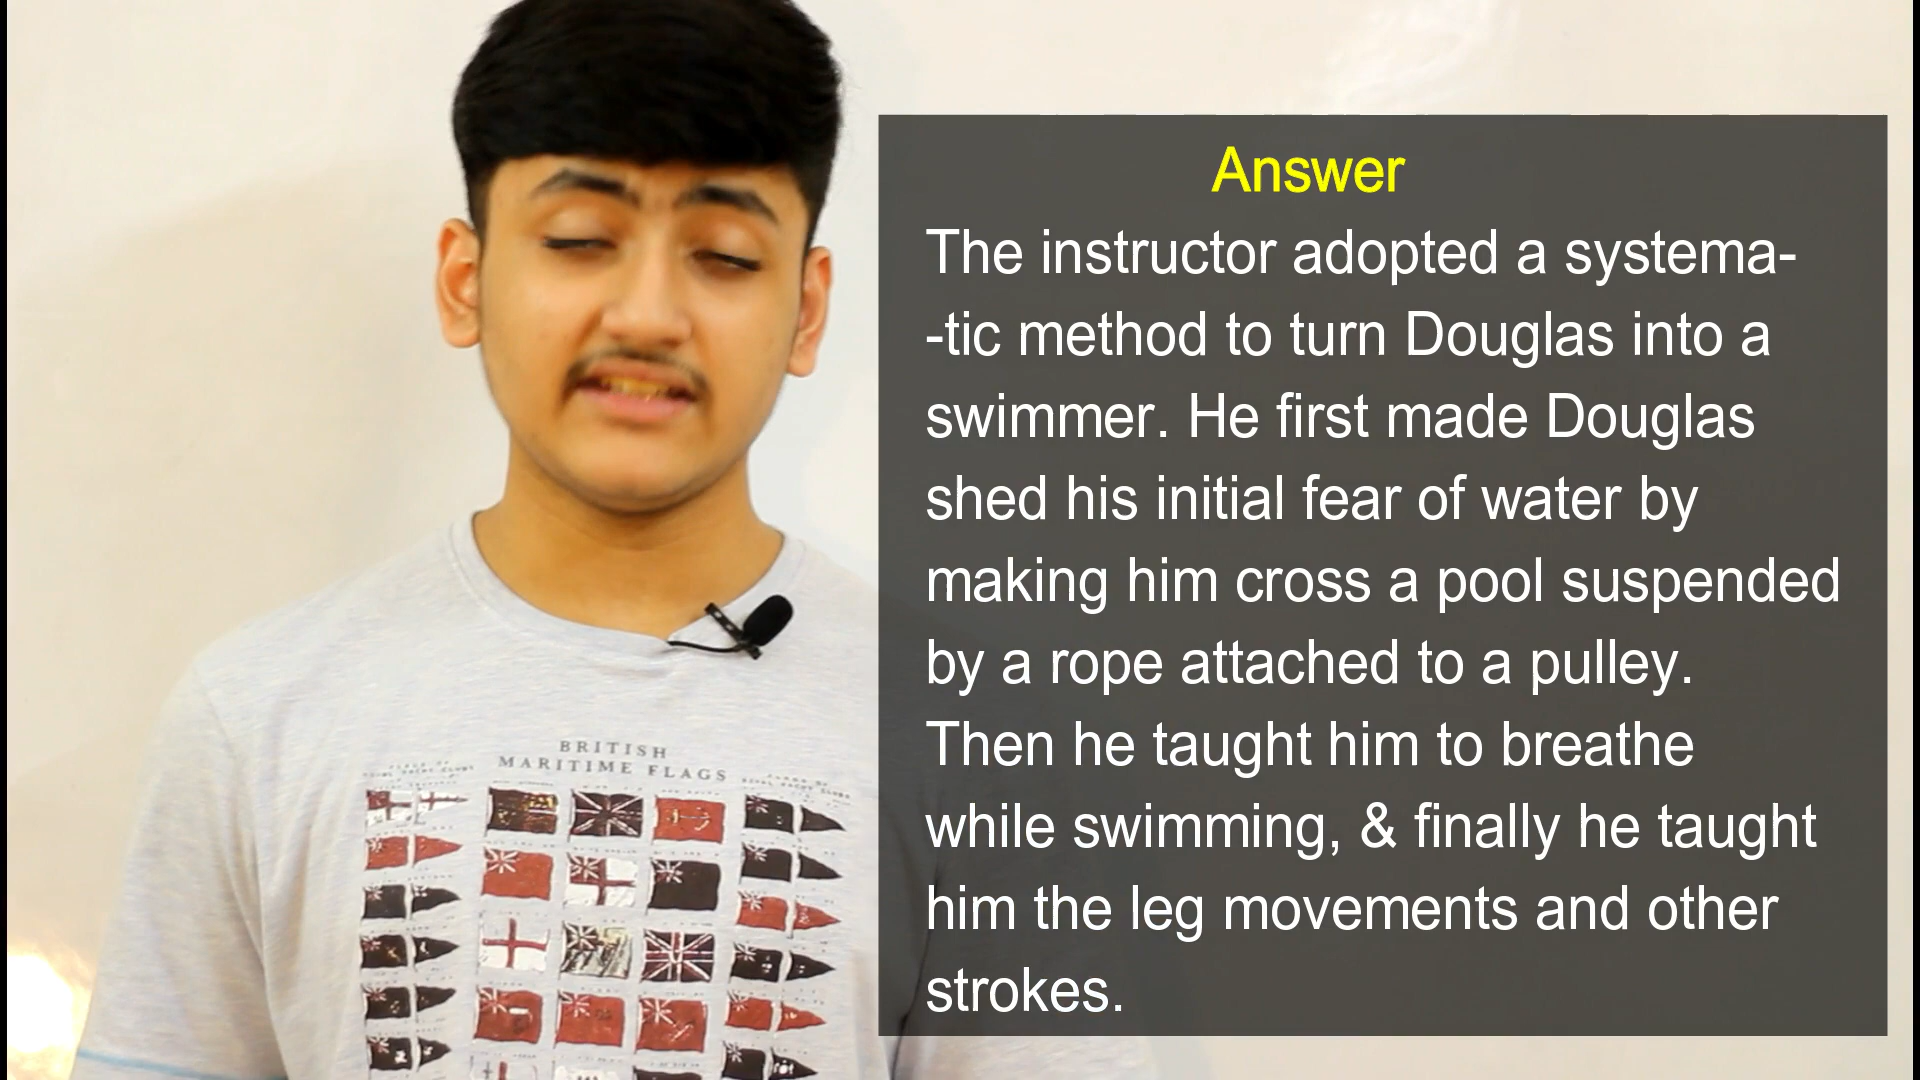 Answer
The instructor adopted a systema-
-tic method to turn Douglas into a
swimmer. He first made Douglas
shed his initial fear of water by
making him cross a pool suspended
by a rope attached to a pulley.
Then he taught him to breathe
while swimming, & finally he taught
him the leg movements and other
strokes.
BRITISH
MARITIME FLAGS